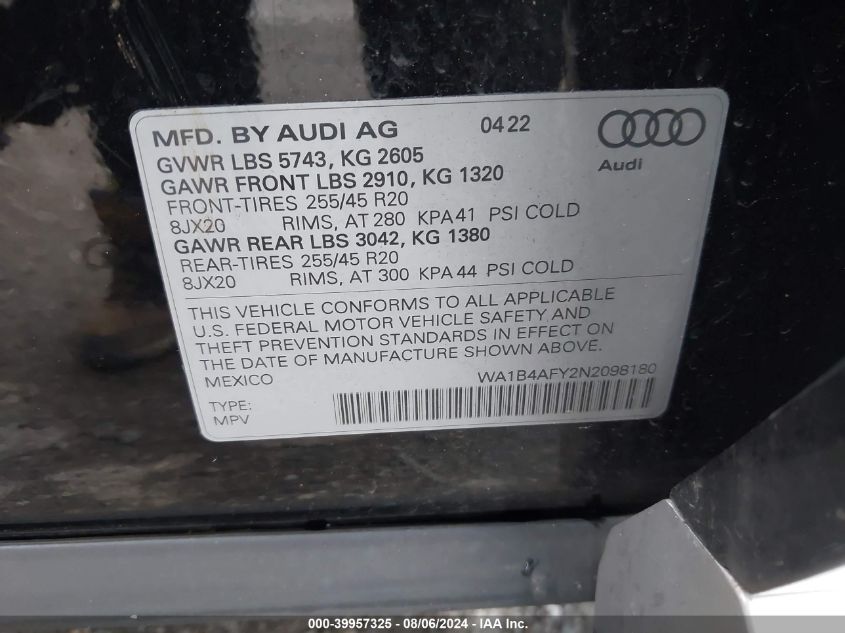 MFD. BY AUDI AG 0422
Audi
GVWR LBS 5743, KG 2605
GAWR FRONT LBS 2910, KG 1320
FRONT-TIRES 255/45 R20
8JX20 RIMS, AT 280 KPA 41 PSI COLD
GAWR REAR LBS 3042, KG 1380
REAR-TIRES 255/45 R20
8JX20 RIMS, AT 300 KPA 44 PSI COLD
THIS VEHICLE CONFORMS TO ALL APPLICABLE
U.S. FEDERAL MOTOR VEHICLE SAFETY AND
THEFT PREVENTION STANDARDS IN EFFECT ON
THE DATE OF MANUFACTURE SHOWN ABOVE.
MEXICO WA1B4AFY2N2098180
TYPE:
MPV
000-39957325 - 08/06/2024 - IAA - IAAI.com